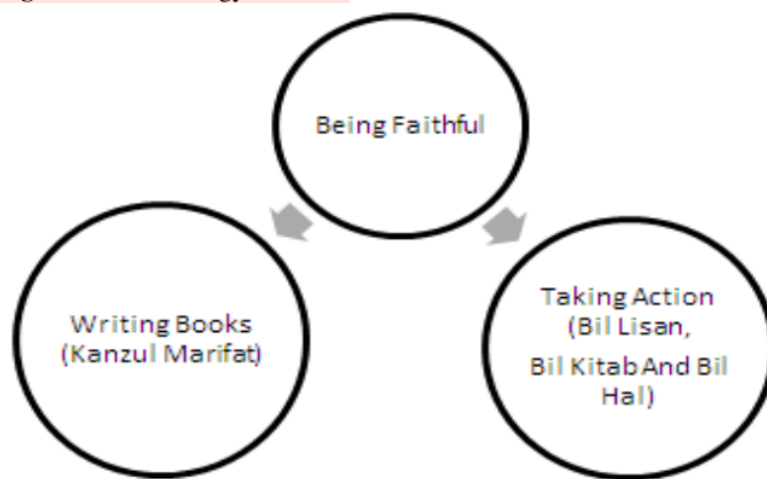 Being Faithful
Writing Books
(Kanzul Marifat)
Taking Action
(Bil Lisan,
Bil Kitab And Bil
Hal)